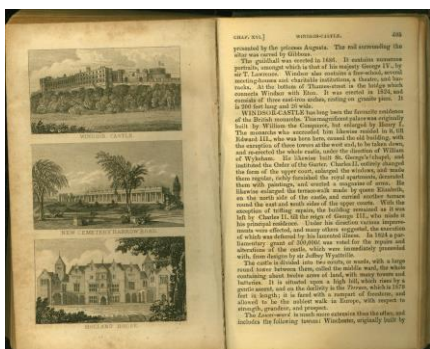 WINDSOR CASTLE
NEW CEMETERY HARROW ROAD.
HOLLAND HOUSE.
CHAP. XVI.] WINDSOR-CASTLE.
presented by the princess Augusta. The rail surrounding the
altar was carved by Gibbons.
The guildhall was erected in 1686. It contains numerous
portraits, amongst which is that of his majesty George IV., by
sir T. Lawrence. Windsor also contains a free-school, several
meeting-houses and charitable institutions, a theatre, and bar-
racks. At the bottom of Thames-street is the bridge which
connects Windsor with Eton. It was erected in 1824, and
consists of three cast-iron arches, resting on granite piers. It
is 200 feet long and 26 wide.
WINDSOR-CASTLE has long been the favourite residence
of the British monarchs. This magnificent palace was originally
built by William the Conqueror, but enlarged by Henry I.
The monarchs who succeeded him likewise resided in it, till
Edward III., who was born here, caused the old building, with
the exception of three towers at the west end, to be taken down,
and re-erected the whole castle, under the direction of William
of Wykeham. He likewise built St. George's chapel, and
instituted the Order of the Garter. Charles II. entirely changed
the form of the upper court, enlarged the windows, and made
them regular, richly furnished the royal apartments, decorated
them with paintings, and erected a magazine of arms. He
likewise enlarged the terrace-walk made by queen Elizabeth,
on the north side of the castle, and carried another terrace
round the east and south sides of the upper courts. With the
exception of trifling repairs, the building remained as it was
left by Charles II. till the reign of George III., who made it
his principal residence. Under his direction various improve-
ments were effected, and many others suggested, the execution
of which was deferred by his lamented illness. In 1824 a par-
liamentary grant of 300,000l. was voted for the repairs and
alterations of the castle, which were immediately proceeded
with, from designs by sir Jeffrey Wyatville.
The castle is divided into two courts, or wards, with a large
round tower between them, called the middle ward, the whole
containing about twelve acres of land, with many towers and
batteries. It is situated upon a high hill, which rises by a
gentle ascent, and on the declivity is the Terrace, which is 1870
feet in length; it is faced with a rampart of freestone, and
allowed to be the noblest walk in Europe, with respect to
strength, grandeur, and prospect.
The Lower-ward is much more extensive than the other, and
includes the following towers: Winchester, originally built by